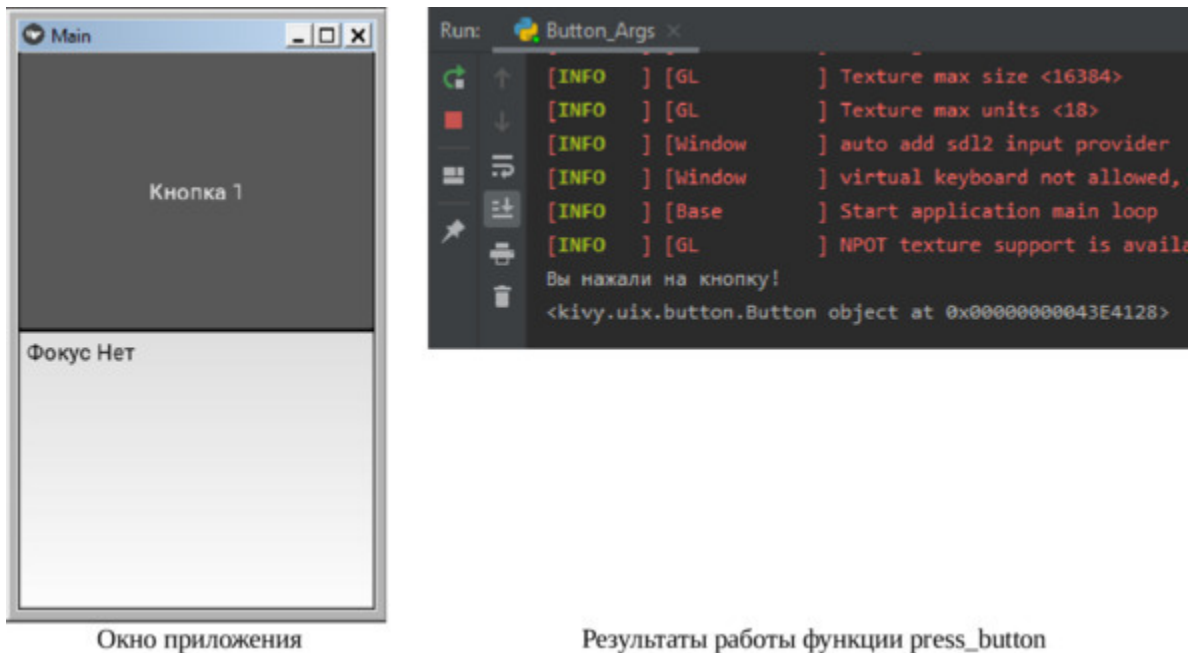 Main
Кнопка 1
Фокус Нет
Окно приложения
Run: Button_Args
[INFO ] [GL ] Texture max size <16384>
[INFO ] [GL ] Texture max units <18>
[INFO ] [Window ] auto add sdl2 input provider
[INFO ] [Window ] virtual keyboard not allowed,
[INFO ] [Base ] Start application main loop
[INFO ] [GL ] NPOT texture support is availa
Вы нажали на кнопку!
<kivy.uix.button.Button object at 0x00000000043E4128>
Результаты работы функции press_button